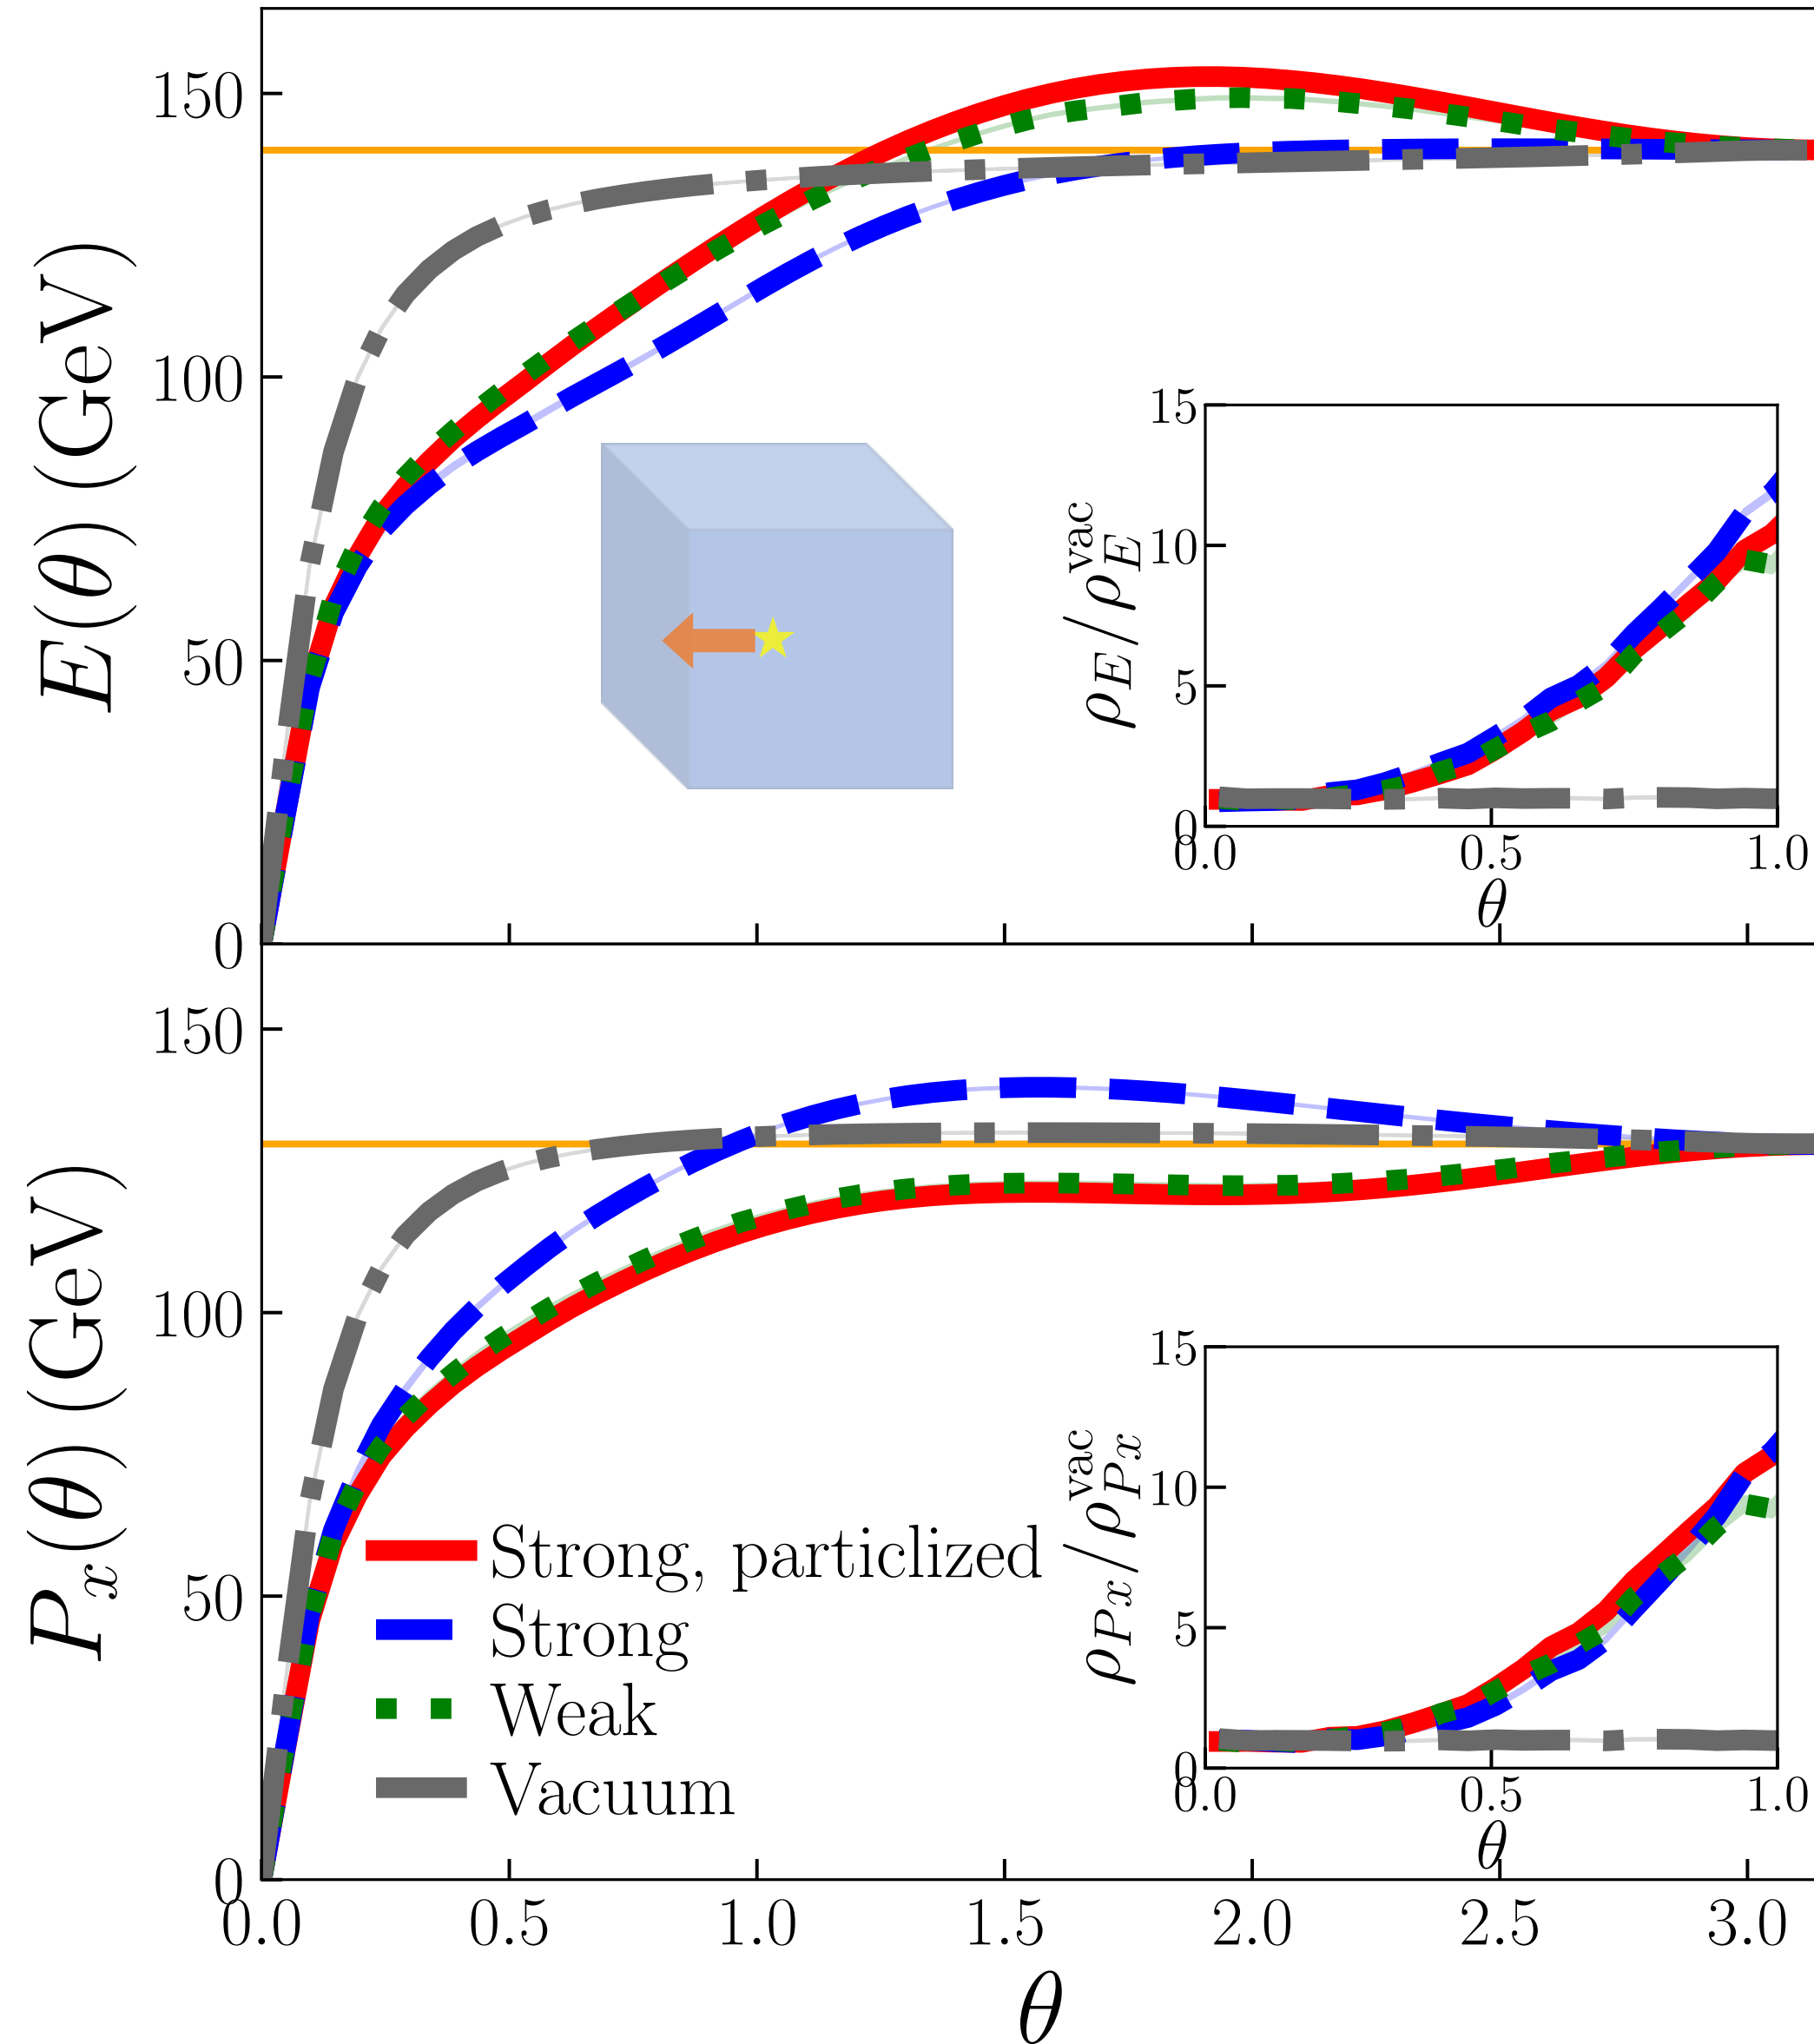 150
100
50
0
E(θ) (GeV)
15
10
5
0
0.0 0.5 1.0
θ
ρ_E/ρ_E^vac
150
100
50
0
P_x(θ) (GeV)
15
10
5
0
0.0 0.5 1.0
θ
ρ_{P_x}/ρ_{P_x}^vac
Strong, particlized
Strong
Weak
Vacuum
0.0 0.5 1.0 1.5 2.0 2.5 3.0
θ